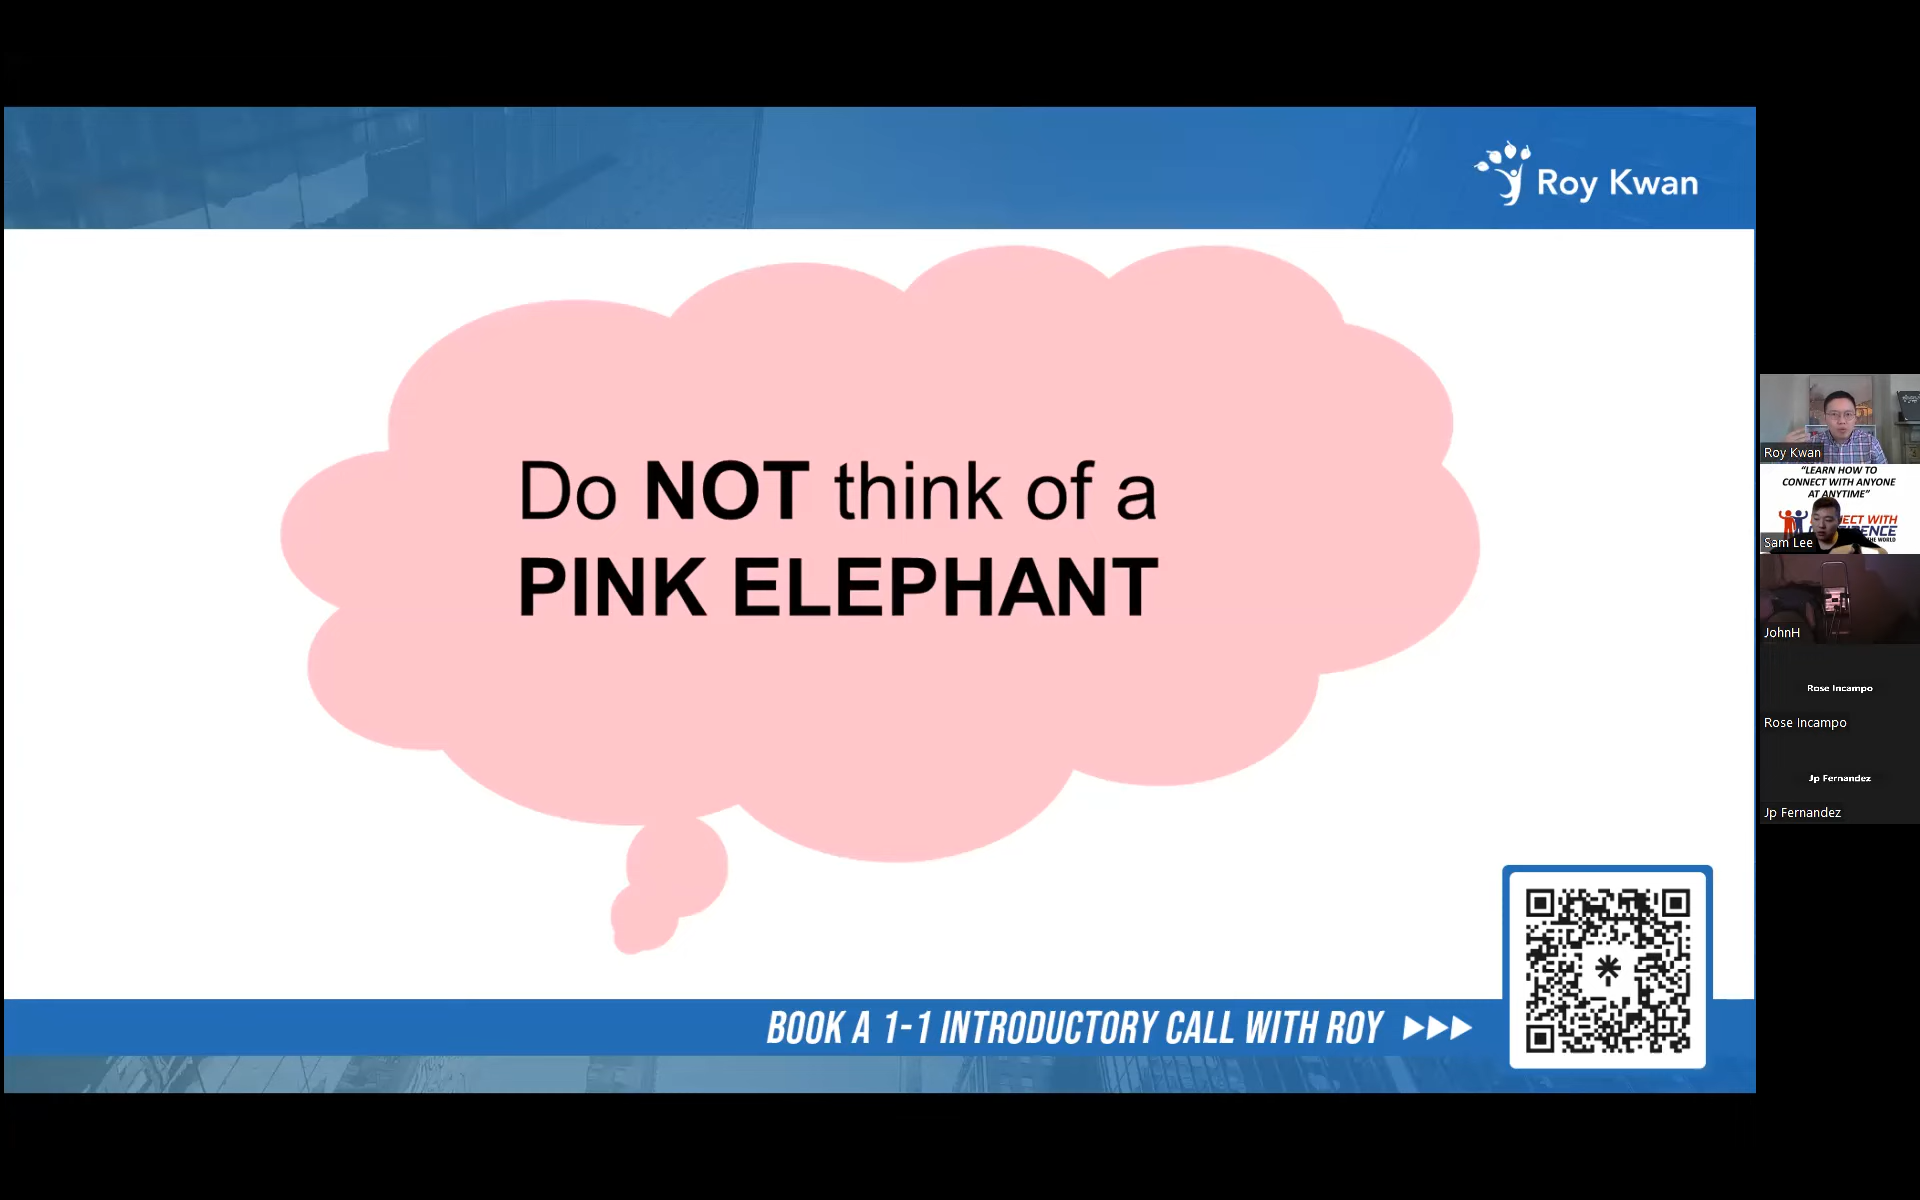 Roy Kwan
Do NOT think of a
PINK ELEPHANT
BOOK A 1-1 INTRODUCTORY CALL WITH ROY
Roy Kwan
“LEARN HOW TO
CONNECT WITH ANYONE
AT ANYTIME”
Sam Lee
JohnH
Rose Incampo
Rose Incampo
Jp Fernandez
Jp Fernandez